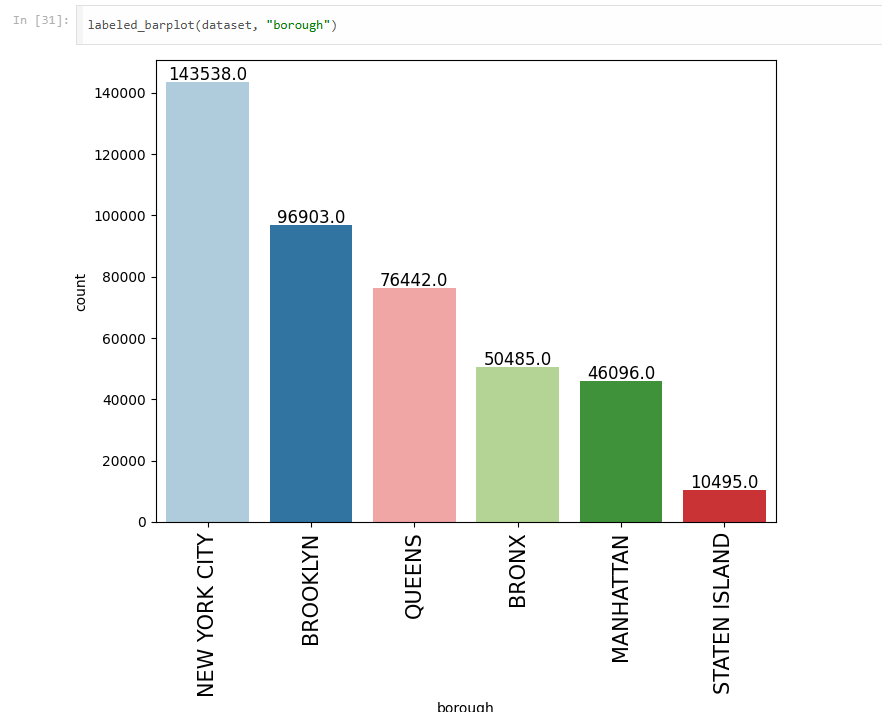 In [31]:
labeled_barplot(dataset, "borough")
143538.0
140000
120000
96903.0
100000
76442.0
80000
count
60000
50485.0
46096.0
40000
20000
10495.0
0
NEW YORK CITY
BROOKLYN
QUEENS
BRONX
MANHATTAN
STATEN ISLAND
borough